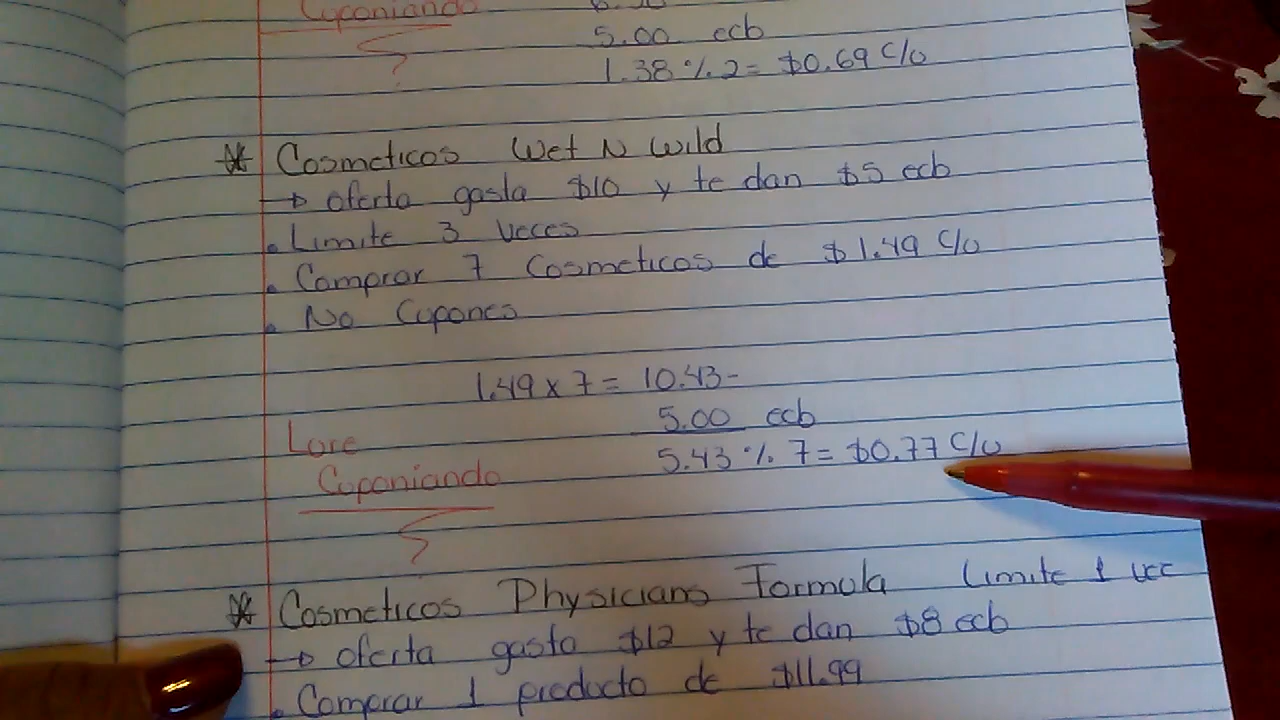 Cuponiando
5.00 ecb
1.38 % 2 = $0.69 c/u
* Cosmeticos Wet N Wild
→ oferta gasta $10 y te dan $5 ecb
• Limite 3 veces
• Comprar 7 Cosmeticos de $1.49 c/u
• No Cupones
1.49 x 7 = 10.43-
5.00 ecb
Lore
5.43 % 7 = $0.77 c/u
Cuponiando
* Cosmeticos Physicians Formula Limite 1 vez
→ oferta gasta $12 y te dan $8 ecb
• Comprar 1 producto de $11.99